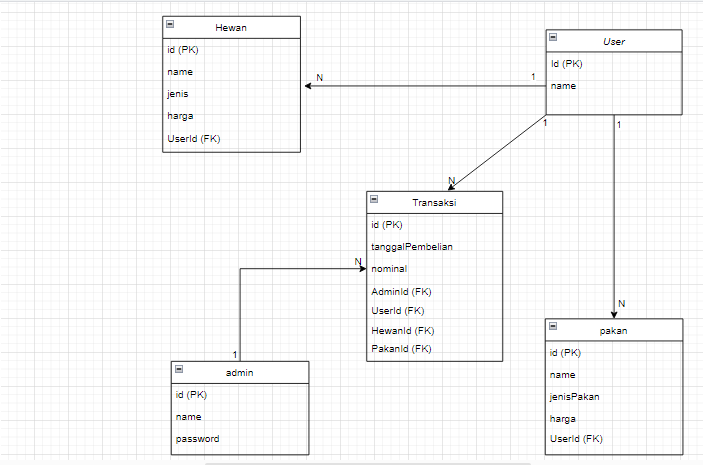 Hewan
id (PK)
name
jenis
harga
UserId (FK)
User
Id (PK)
name
N
1
1
1
N
Transaksi
id (PK)
tanggalPembelian
nominal
AdminId (FK)
UserId (FK)
HewanId (FK)
PakanId (FK)
N
1
admin
id (PK)
name
password
N
pakan
id (PK)
name
jenisPakan
harga
UserId (FK)